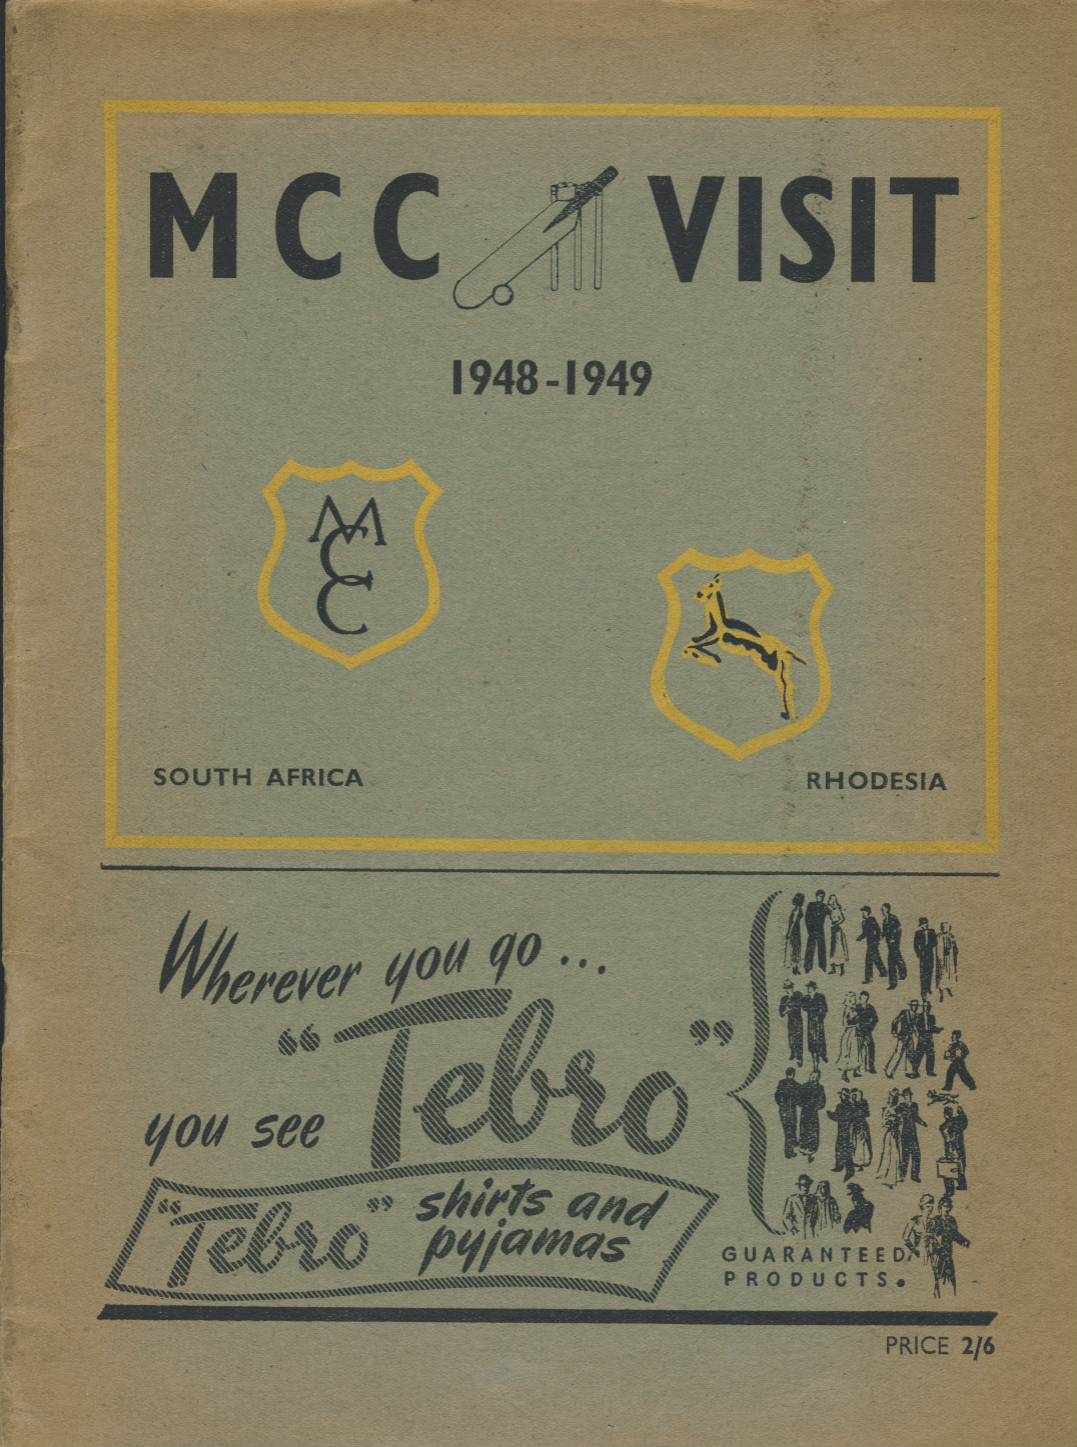 MCC VISIT
1948-1949
MCC
SOUTH AFRICA
RHODESIA
Wherever you go ...
you see "Tebro"
"Tebro" shirts and pyjamas
GUARANTEED
PRODUCTS.
PRICE 2/6